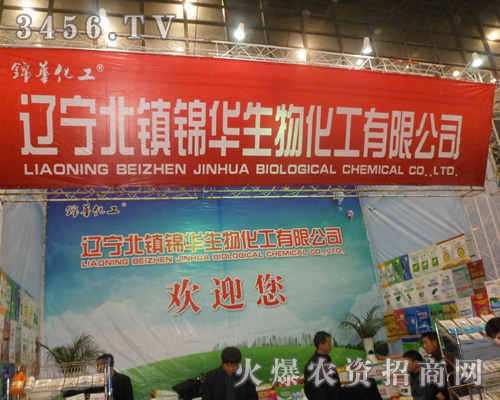 3456.TV
锦华化工®
辽宁北镇锦华生物化工有限公司
LIAONING BEIZHEN JINHUA BIOLOGICAL CHEMICAL CO.,LTD.
锦华化工®
辽宁北镇锦华生物化工有限公司
LIAONING BEIZHEN JINHUA BIOLOGICAL CHEMICAL CO.,LTD.
欢迎您
火爆农资招商网